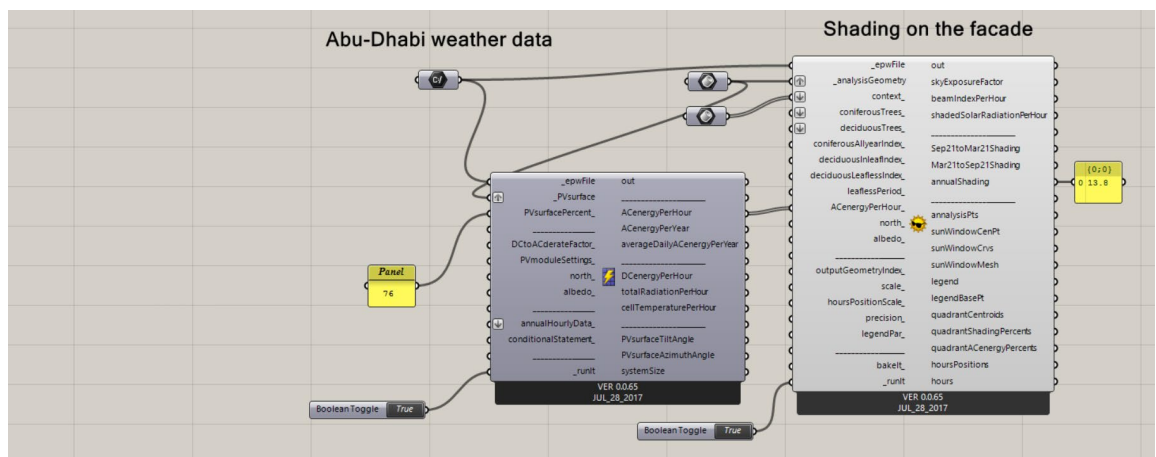 Abu-Dhabi weather data
Shading on the facade
_epwFile
_PVsurface
PVsurfacePercent_
DCtoACderateFactor_
PVmoduleSettings_
north_
albedo_
annualHourlyData_
conditionalStatement_
_runIt
out
ACenergyPerHour
ACenergyPerYear
averageDailyACenergyPerYear
DCenergyPerHour
totalRadiationPerHour
cellTemperaturePerHour
PVsurfaceTiltAngle
PVsurfaceAzimuthAngle
systemSize
VER 0.0.65
JUL_28_2017
Panel
76
Boolean Toggle True
_epwFile
_analysisGeometry
context_
coniferousTrees_
deciduousTrees_
coniferousAllyearIndex_
deciduousInleafIndex_
deciduousLeaflessIndex_
leaflessPeriod_
ACenergyPerHour_
north_
albedo_
outputGeometryIndex_
scale_
hoursPositionScale_
precision_
legendPar_
bakeIt_
_runIt
out
skyExposureFactor
beamIndexPerHour
shadedSolarRadiationPerHour
Sep21toMar21Shading
Mar21toSep21Shading
annualShading
annalysisPts
sunWindowCenPt
sunWindowCrvs
sunWindowMesh
legend
legendBasePt
quadrantCentroids
quadrantShadingPercents
quadrantACenergyPercents
hoursPositions
hours
VER 0.0.65
JUL_28_2017
Boolean Toggle True
{0;0}
0 13.8